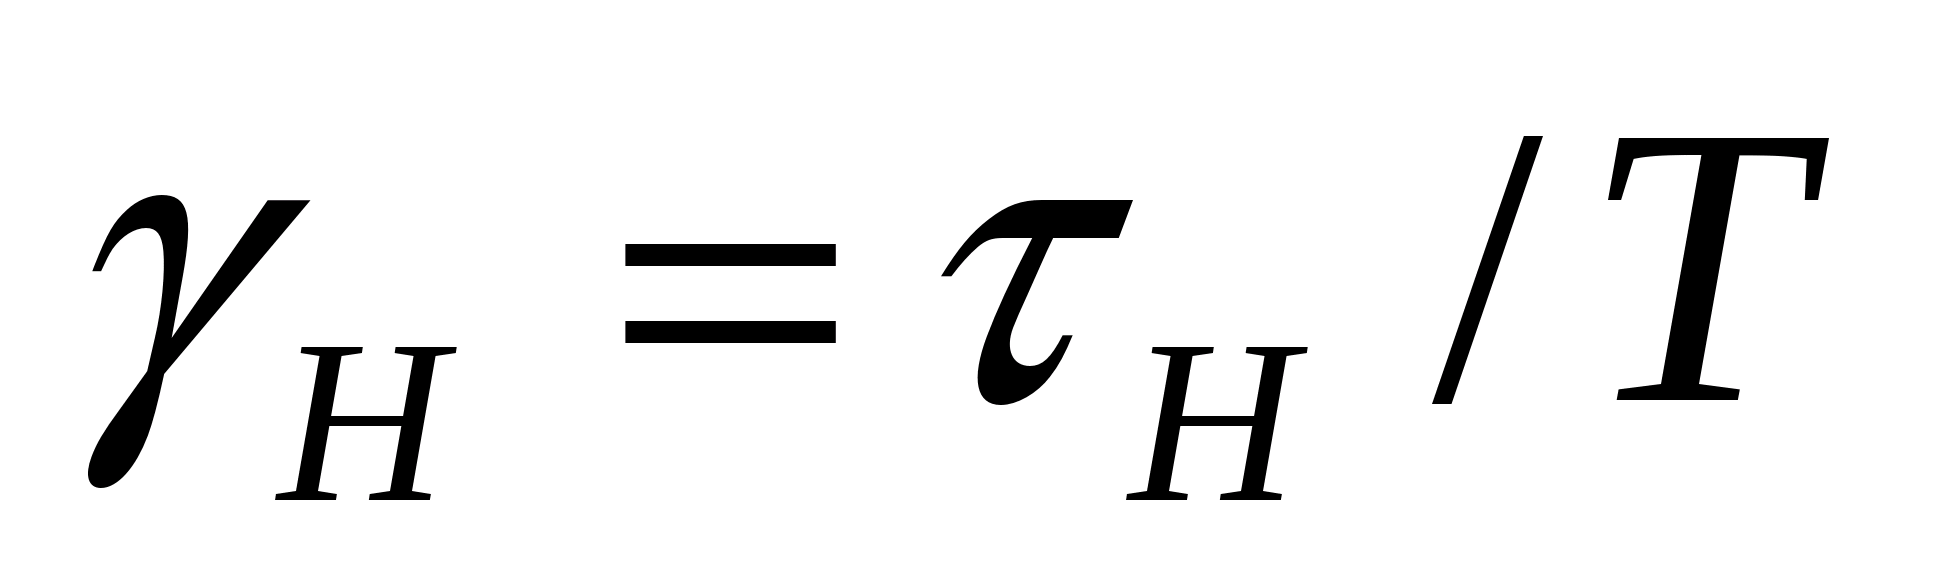 γ_H = τ_H / T